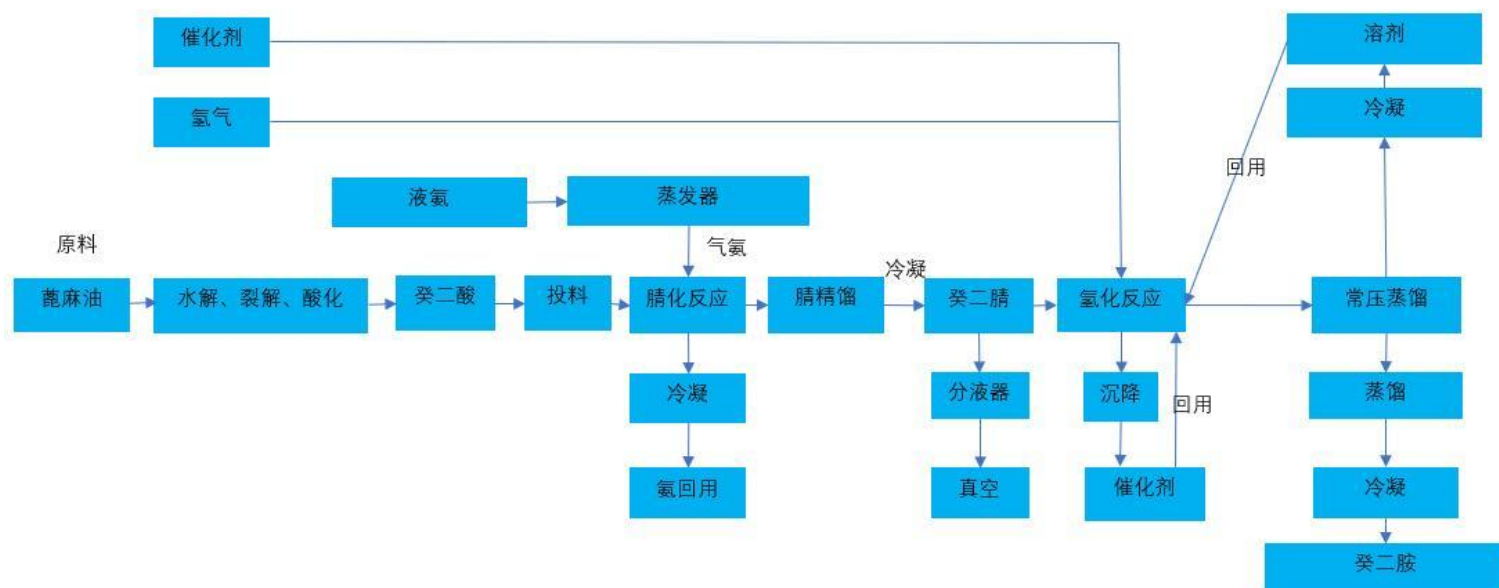 催化剂
溶剂
氢气
冷凝
回用
液氨
蒸发器
原料
气氨
冷凝
蓖麻油
水解、裂解、酸化
癸二酸
投料
腈化反应
腈精馏
癸二腈
氢化反应
常压蒸馏
冷凝
分液器
沉降
回用
蒸馏
氨回用
真空
催化剂
冷凝
癸二胺